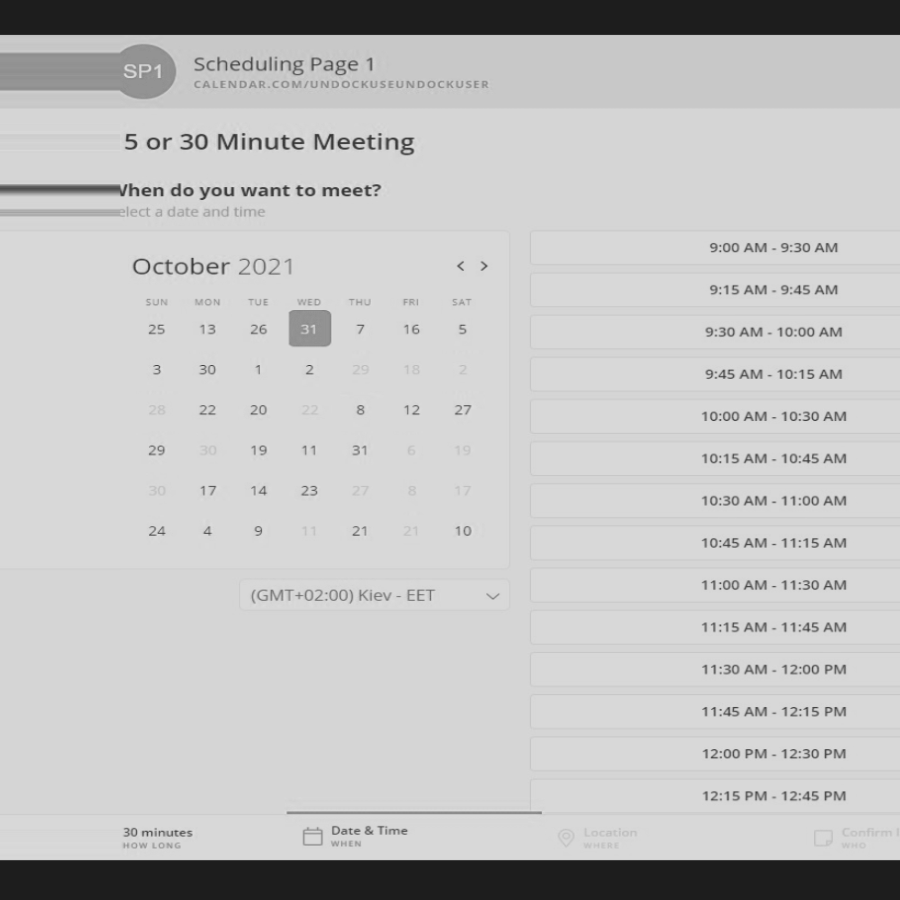 SP1
Scheduling Page 1
CALENDAR.COM/UNDOCKUSEUNDOCKUSER
5 or 30 Minute Meeting
When do you want to meet?
elect a date and time
October 2021
< >
SUN MON TUE WED THU FRI SAT
25 13 26 31 7 16 5
3 30 1 2 29 18 2
28 22 20 22 8 12 27
29 30 19 11 31 6 19
30 17 14 23 27 8 17
24 4 9 11 21 21 10
(GMT+02:00) Kiev - EET
9:00 AM - 9:30 AM
9:15 AM - 9:45 AM
9:30 AM - 10:00 AM
9:45 AM - 10:15 AM
10:00 AM - 10:30 AM
10:15 AM - 10:45 AM
10:30 AM - 11:00 AM
10:45 AM - 11:15 AM
11:00 AM - 11:30 AM
11:15 AM - 11:45 AM
11:30 AM - 12:00 PM
11:45 AM - 12:15 PM
12:00 PM - 12:30 PM
12:15 PM - 12:45 PM
30 minutes
HOW LONG
Date & Time
WHEN
Location
WHERE
Confirm
WHO